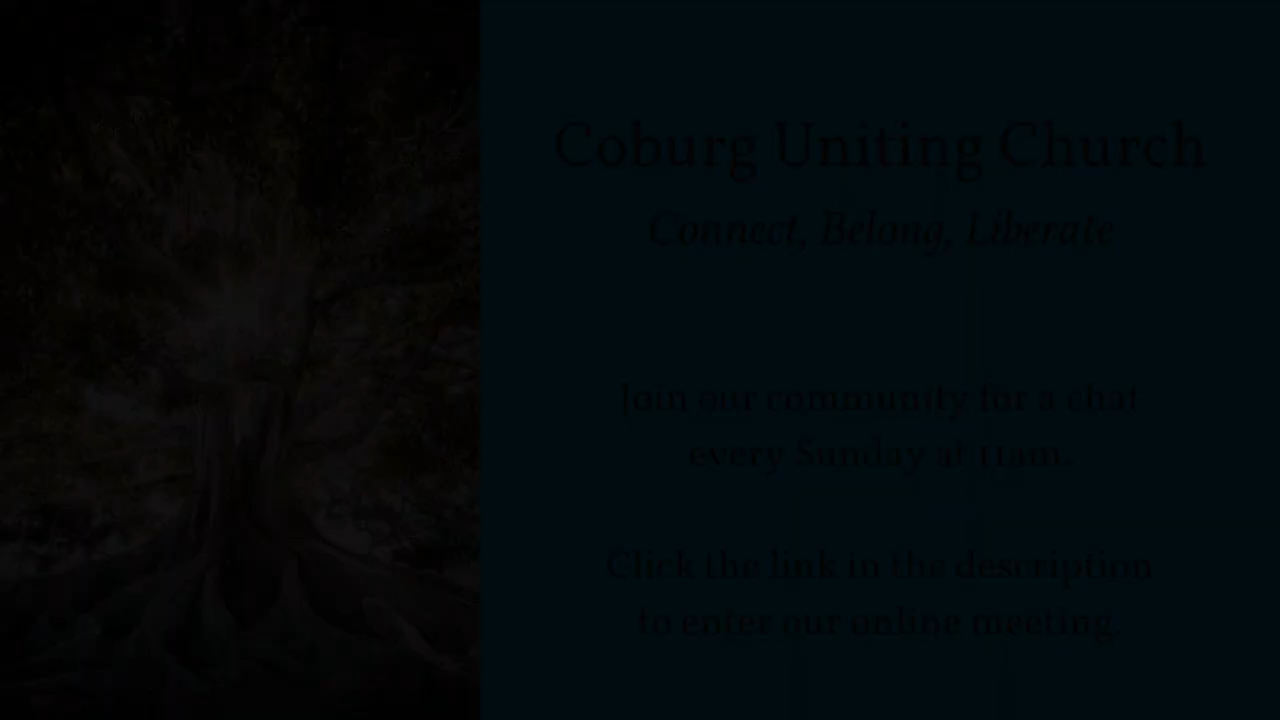 Coburg Uniting Church
Connect, Belong, Liberate
Join our community for a chat
every Sunday at 11am.
Click the link in the description
to enter our online meeting.